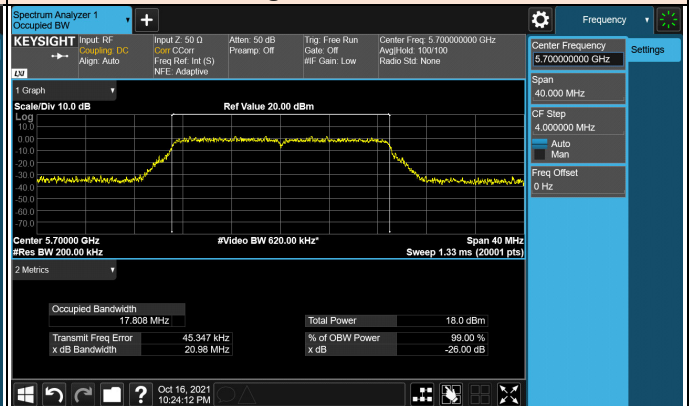 Spectrum Analyzer 1
Occupied BW
+
Frequency
KEYSIGHT
Input: RF
Coupling: DC
Align: Auto
Input Z: 50 Ω
Corr CCorr
Freq Ref: Int (S)
NFE: Adaptive
Atten: 50 dB
Preamp: Off
Trig: Free Run
Gate: Off
#IF Gain: Low
Center Freq: 5.700000000 GHz
Avg|Hold: 100/100
Radio Std: None
LXI
Center Frequency
5.700000000 GHz
Settings
Span
40.000 MHz
CF Step
4.000000 MHz
Auto
Man
Freq Offset
0 Hz
1 Graph
Scale/Div 10.0 dB
Ref Value 20.00 dBm
Log
10.0
0.00
-10.0
-20.0
-30.0
-40.0
-50.0
-60.0
-70.0
Center 5.70000 GHz
#Video BW 620.00 kHz*
Span 40 MHz
#Res BW 200.00 kHz
Sweep 1.33 ms (20001 pts)
2 Metrics
Occupied Bandwidth
17.808 MHz
Total Power 18.0 dBm
Transmit Freq Error 45.347 kHz
% of OBW Power 99.00 %
x dB Bandwidth 20.98 MHz
x dB -26.00 dB
?
Oct 16, 2021
10:24:12 PM